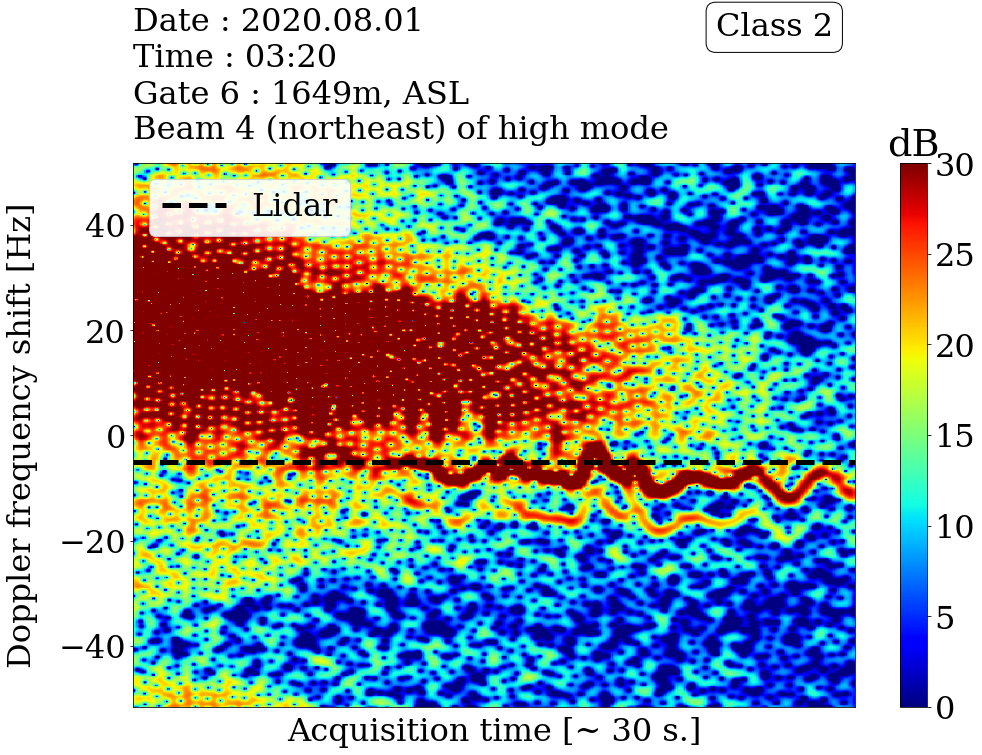 Date : 2020.08.01
Time : 03:20
Gate 6 : 1649m, ASL
Beam 4 (northeast) of high mode
Class 2
dB
Lidar
Doppler frequency shift [Hz]
40
20
0
−20
−40
30
25
20
15
10
5
0
Acquisition time [~ 30 s.]